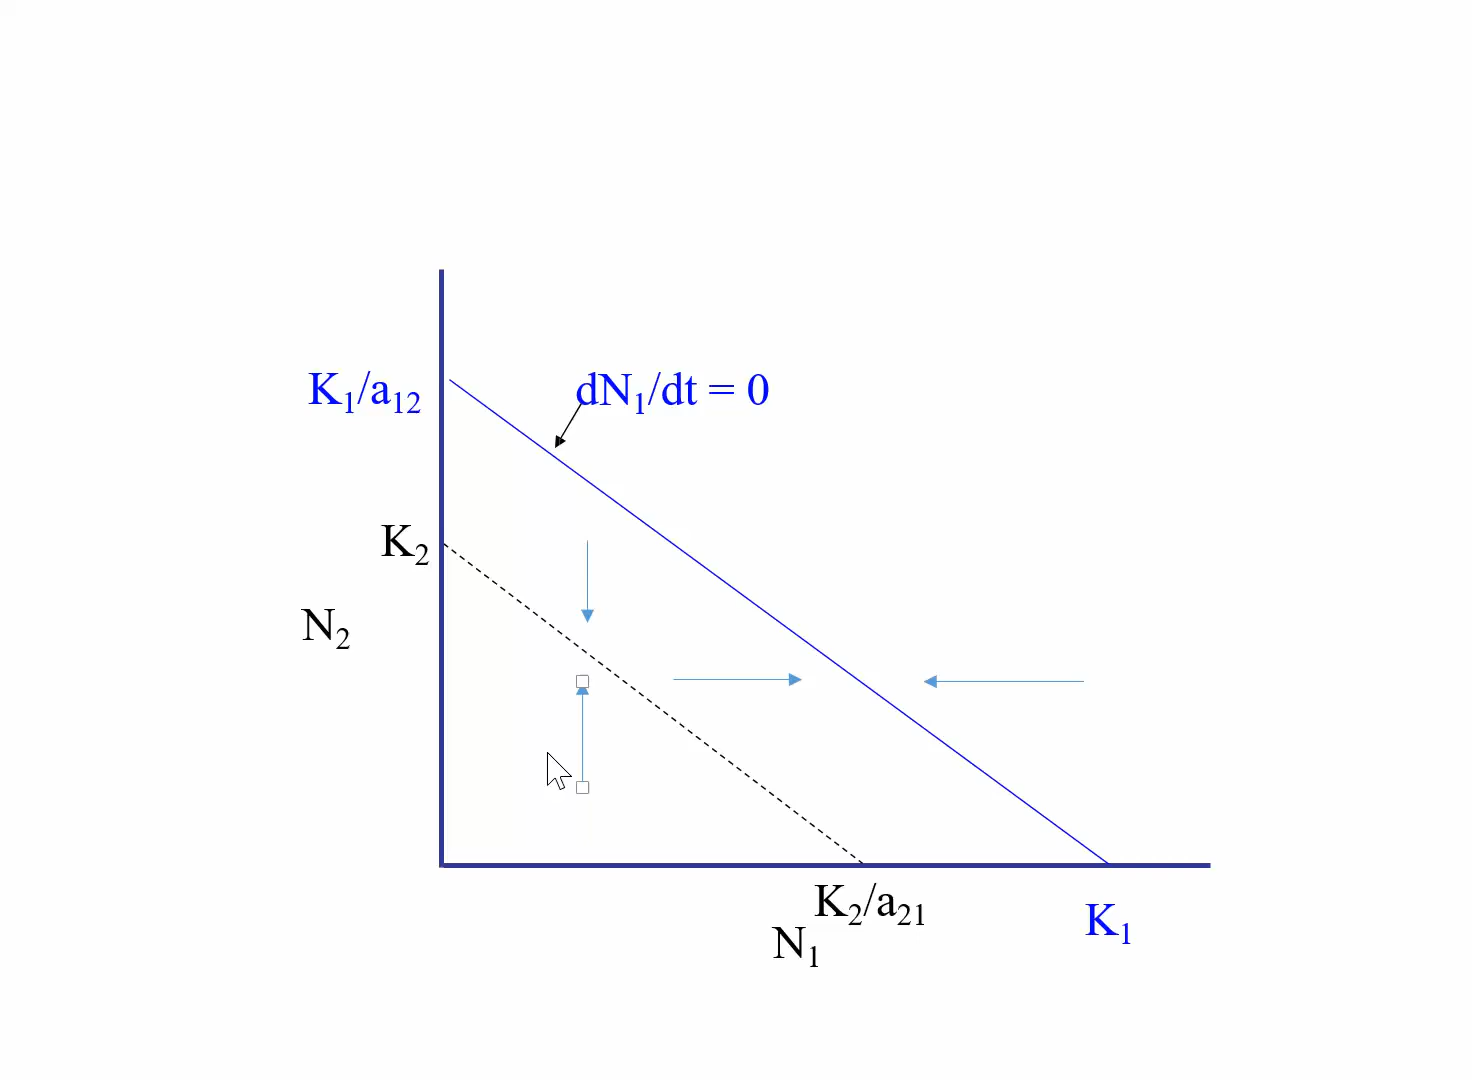 K₁/a₁₂
dN₁/dt = 0
K₂
N₂
K₂/a₂₁
K₁
N₁